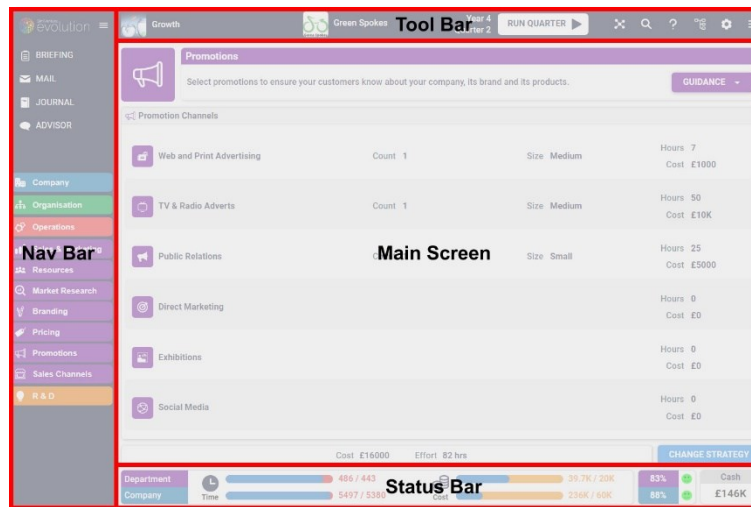 evolution
BRIEFING
MAIL
JOURNAL
ADVISOR
Company
Organisation
Operations
Nav Bar
Resources
Market Research
Branding
Pricing
Promotions
Sales Channels
R & D
Growth
Green Spokes
Tool Bar
Year 4
Quarter 2
RUN QUARTER
Promotions
Select promotions to ensure your customers know about your company, its brand and its products.
GUIDANCE
Promotion Channels
Web and Print Advertising Count 1 Size Medium Hours 7
Cost £1000
TV & Radio Adverts Count 1 Size Medium Hours 50
Cost £10K
Public Relations Main Screen Size Small Hours 25
Cost £5000
Direct Marketing Hours 0
Cost £0
Exhibitions Hours 0
Cost £0
Social Media Hours 0
Cost £0
Cost £16000 Effort 82 hrs CHANGE STRATEGY
Department 486 / 443 39.7K / 20K 83% Cash
Status Bar
Company Time 5497 / 5380 Cost 236K / 60K 88% £146K